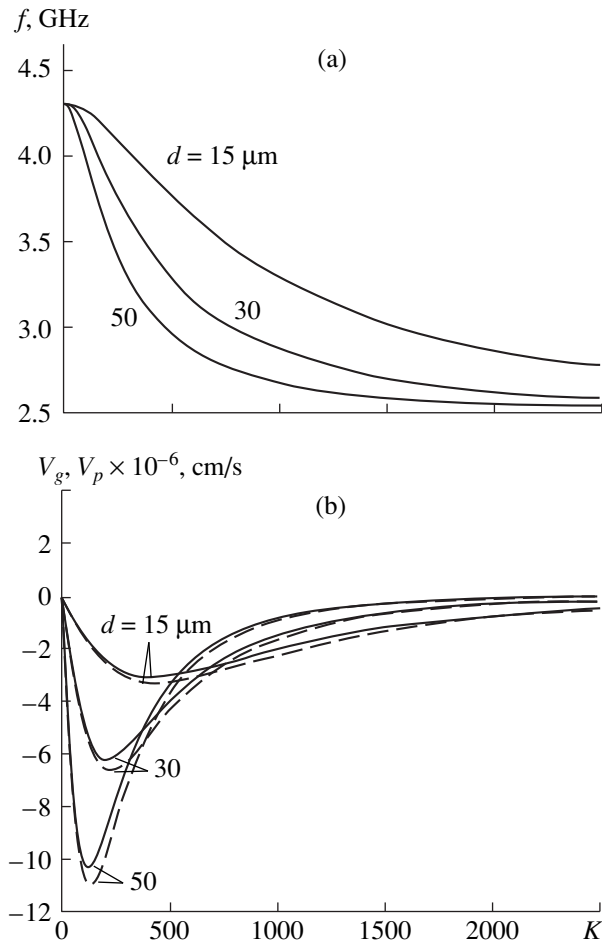 f, GHz
(a)
4.5
4.0
3.5
3.0
2.5
d = 15 μm
30
50
V_g, V_p × 10^{–6}, cm/s
(b)
2
0
–2
–4
–6
–8
–10
–12
d = 15 μm
30
50
0 500 1000 1500 2000 K